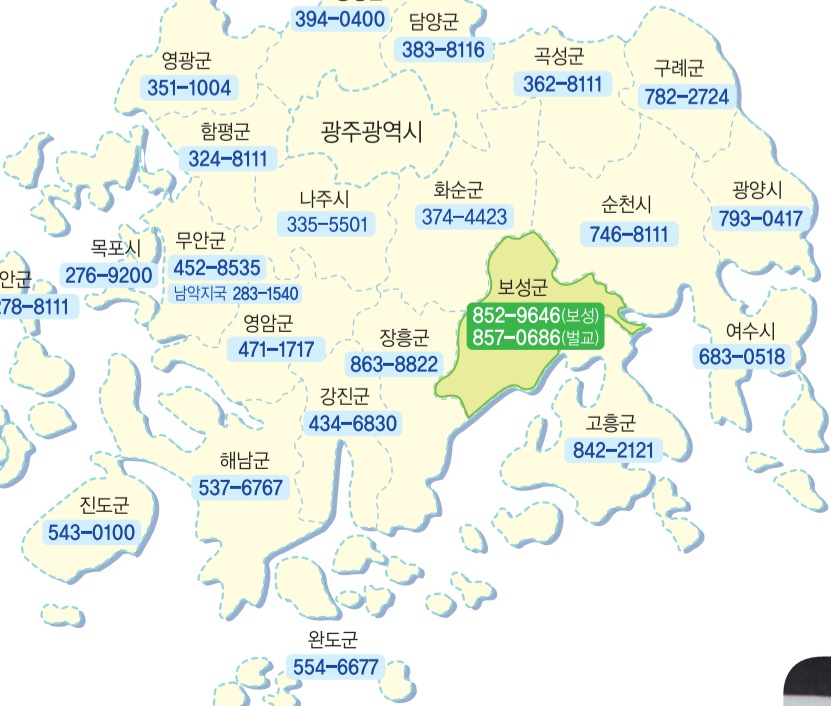 394-0400
담양군
383-8116
영광군
351-1004
곡성군
362-8111
구례군
782-2724
함평군
324-8111
광주광역시
나주시
335-5501
화순군
374-4423
순천시
746-8111
광양시
793-0417
목포시
276-9200
무안군
452-8535
남악지국 283-1540
안군
278-8111
보성군
852-9646(보성)
857-0686(벌교)
영암군
471-1717
장흥군
863-8822
여수시
683-0518
강진군
434-6830
고흥군
842-2121
해남군
537-6767
진도군
543-0100
완도군
554-6677